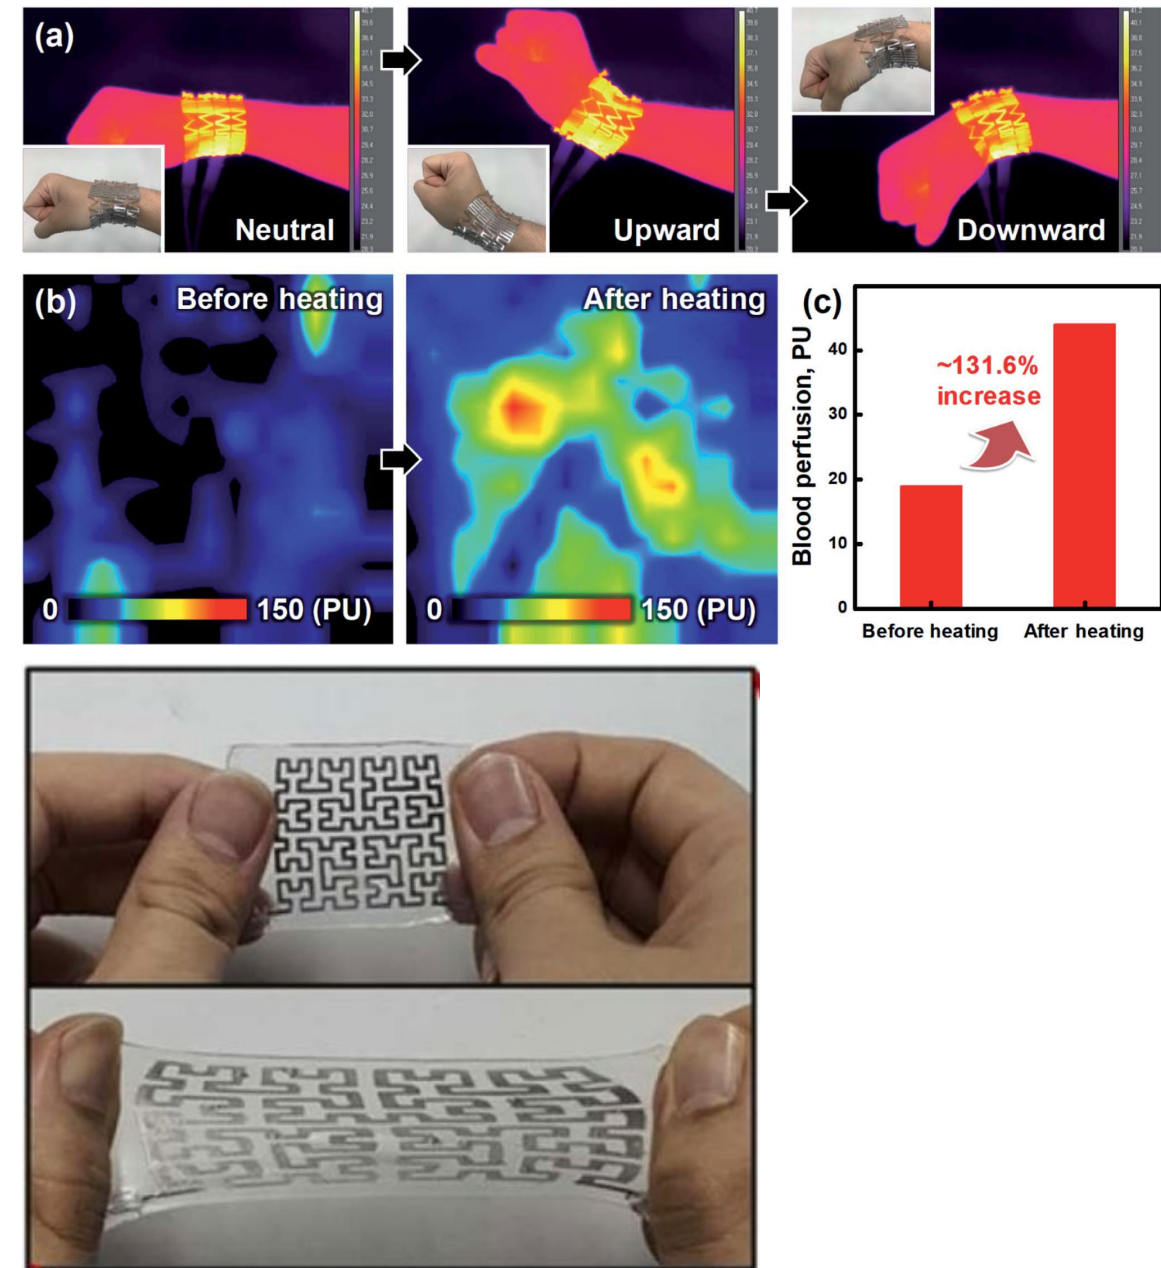 (a)
Neutral
Upward
Downward
(b)
Before heating
0
150 (PU)
After heating
0
150 (PU)
(c)
Blood perfusion, PU
40
30
20
10
0
~131.6%
increase
Before heating
After heating